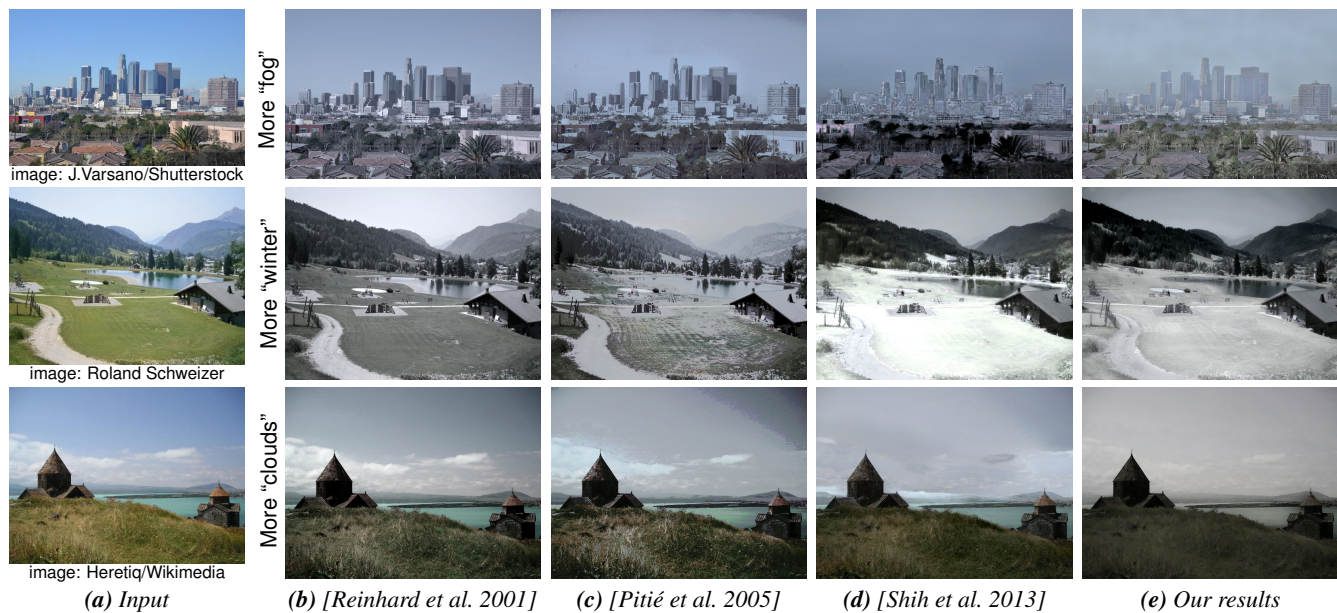 More “fog”
image: J.Varsano/Shutterstock
More “winter”
image: Roland Schweizer
More “clouds”
image: Heretiq/Wikimedia
(a) Input
(b) [Reinhard et al. 2001]
(c) [Pitié et al. 2005]
(d) [Shih et al. 2013]
(e) Our results